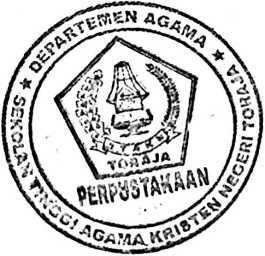 ★ DEPARTEMEN AGAMA ★
SEKOLAH TINGGI AGAMA KRISTEN NEGERI TORAJA
TORAJA
PERPUSTAKAAN